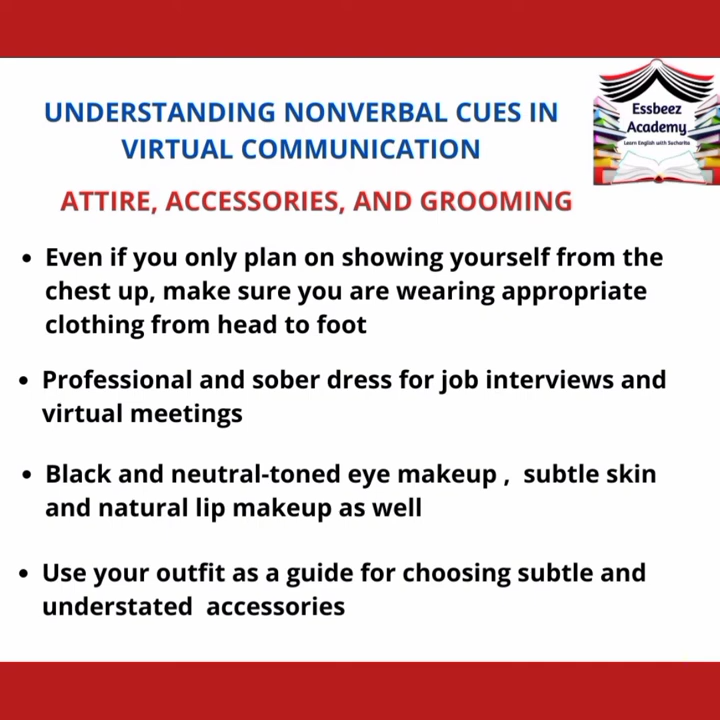 UNDERSTANDING NONVERBAL CUES IN
VIRTUAL COMMUNICATION
Essbeez
Academy
Learn English with Sucharita
ATTIRE, ACCESSORIES, AND GROOMING
• Even if you only plan on showing yourself from the
chest up, make sure you are wearing appropriate
clothing from head to foot
• Professional and sober dress for job interviews and
virtual meetings
• Black and neutral-toned eye makeup , subtle skin
and natural lip makeup as well
• Use your outfit as a guide for choosing subtle and
understated accessories